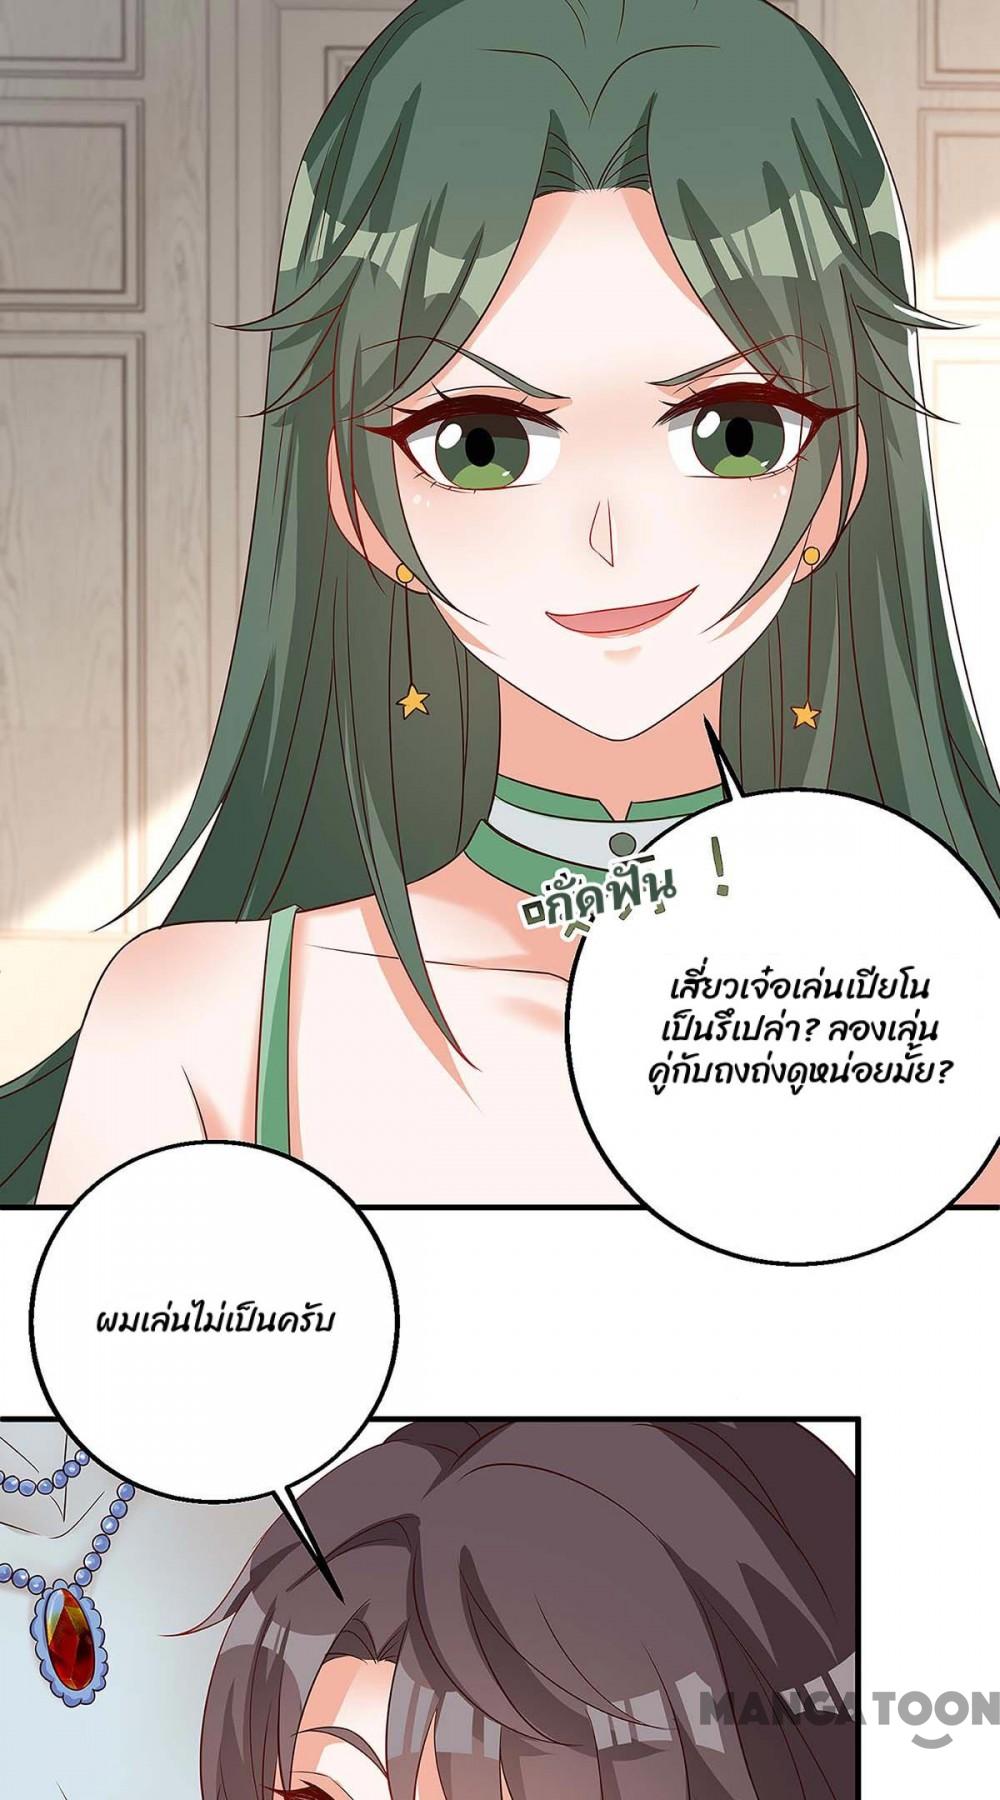 กัดฟัน !
เสี่ยวเจ๋อเล่นเปียโน
เป็นรึเปล่า? ลองเล่น
คู่กับถงถ่งดูหน่อยมั้ย?
ผมเล่นไม่เป็นครับ
MANGATOON